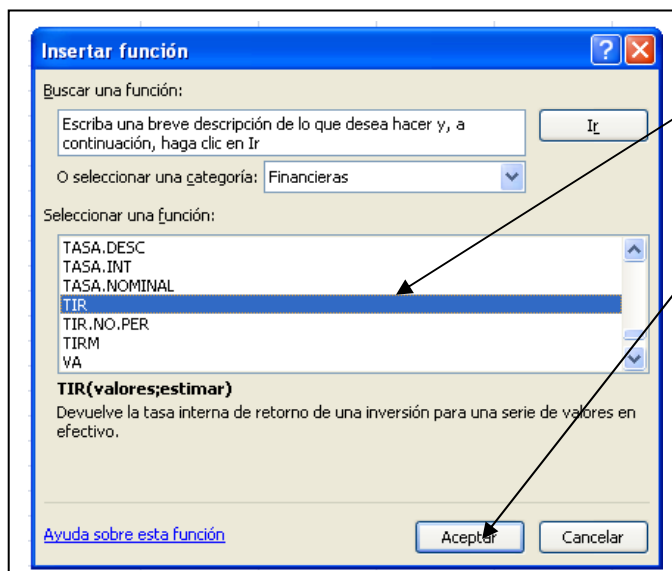 Insertar función
Buscar una función:
Escriba una breve descripción de lo que desea hacer y, a
continuación, haga clic en Ir
Ir
O seleccionar una categoría: Financieras
Seleccionar una función:
TASA.DESC
TASA.INT
TASA.NOMINAL
TIR
TIR.NO.PER
TIRM
VA
TIR(valores;estimar)
Devuelve la tasa interna de retorno de una inversión para una serie de valores en
efectivo.
Ayuda sobre esta función
Aceptar
Cancelar